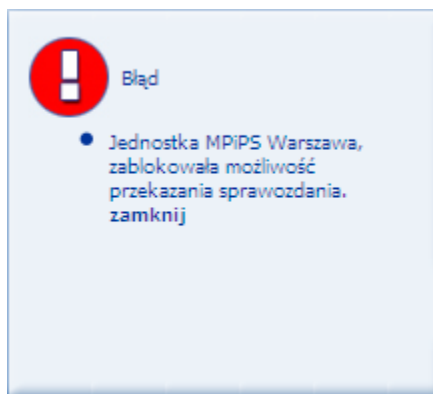 Błąd
Jednostka MPiPS Warszawa,
zablokowała możliwość
przekazania sprawozdania.
zamknij